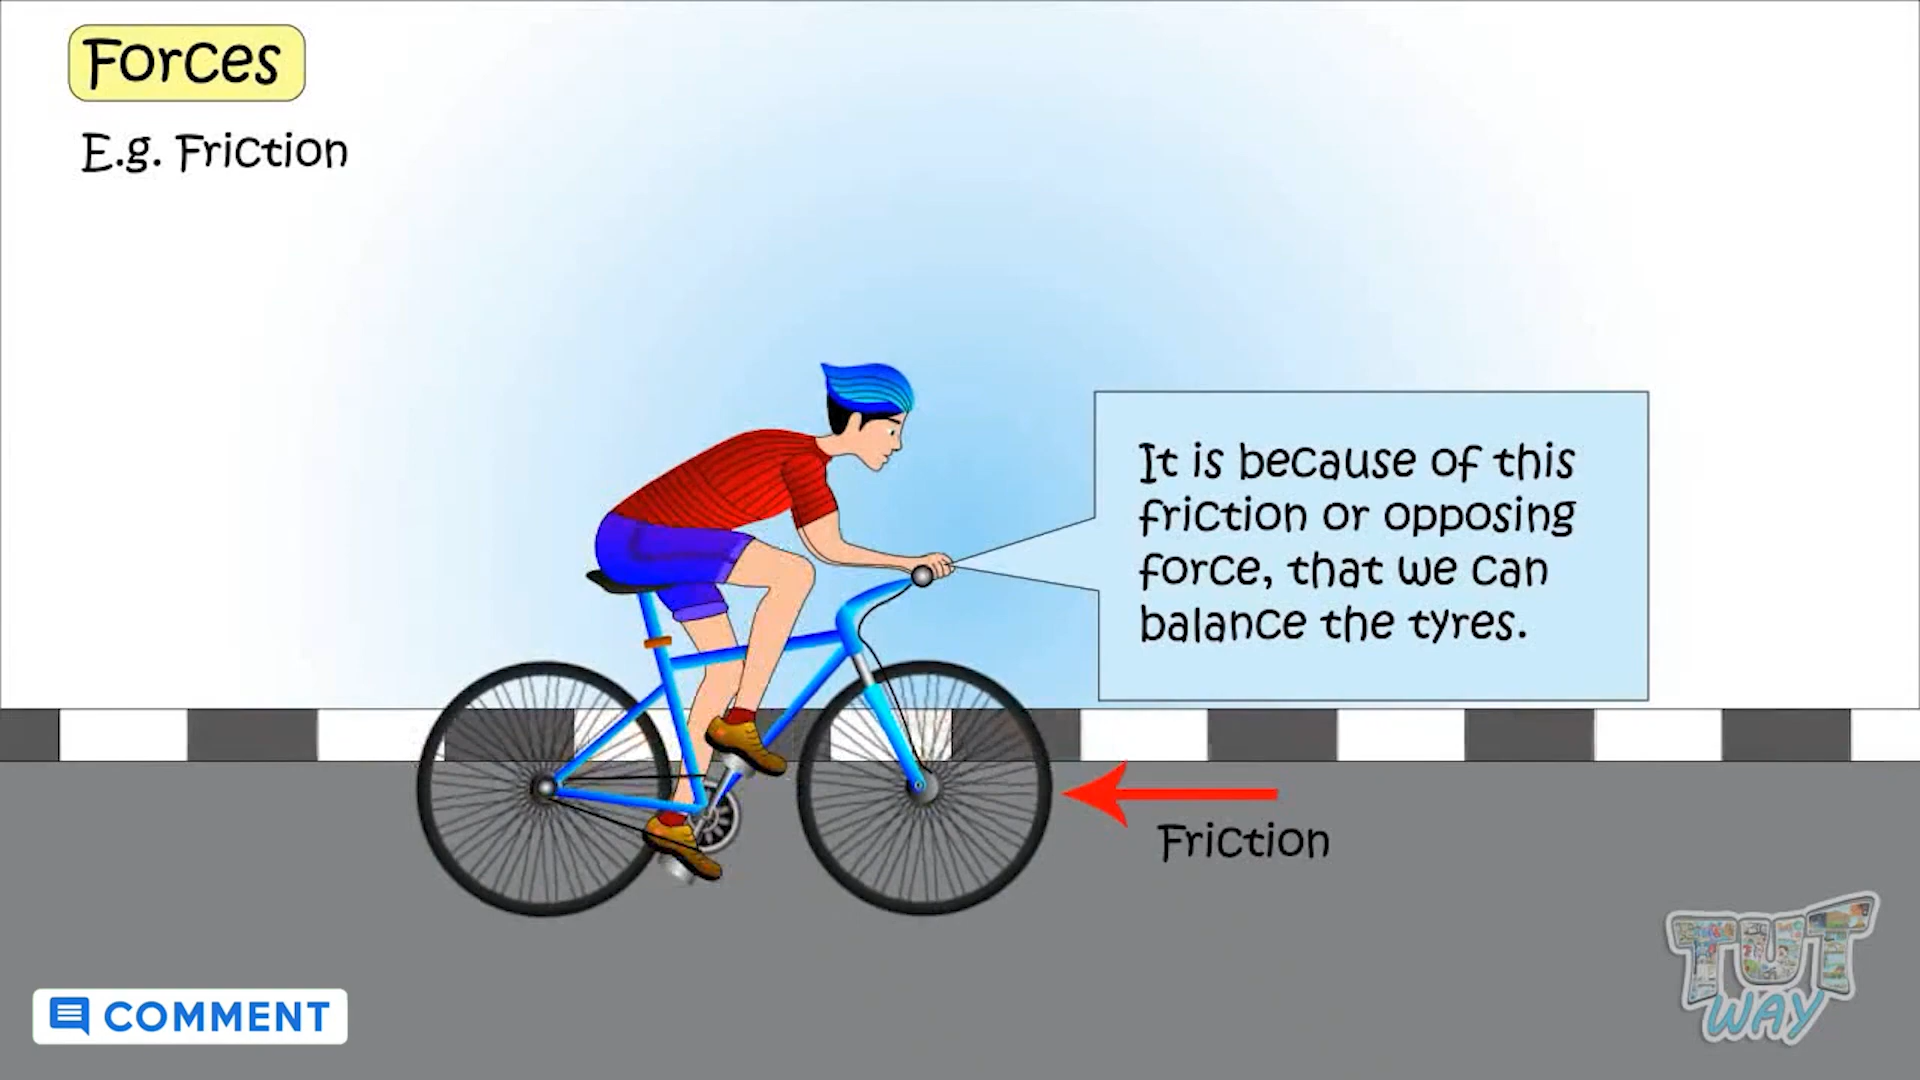 Forces
E.g. Friction
It is because of this
friction or opposing
force, that we can
balance the tyres.
Friction
COMMENT
TUT
WAY